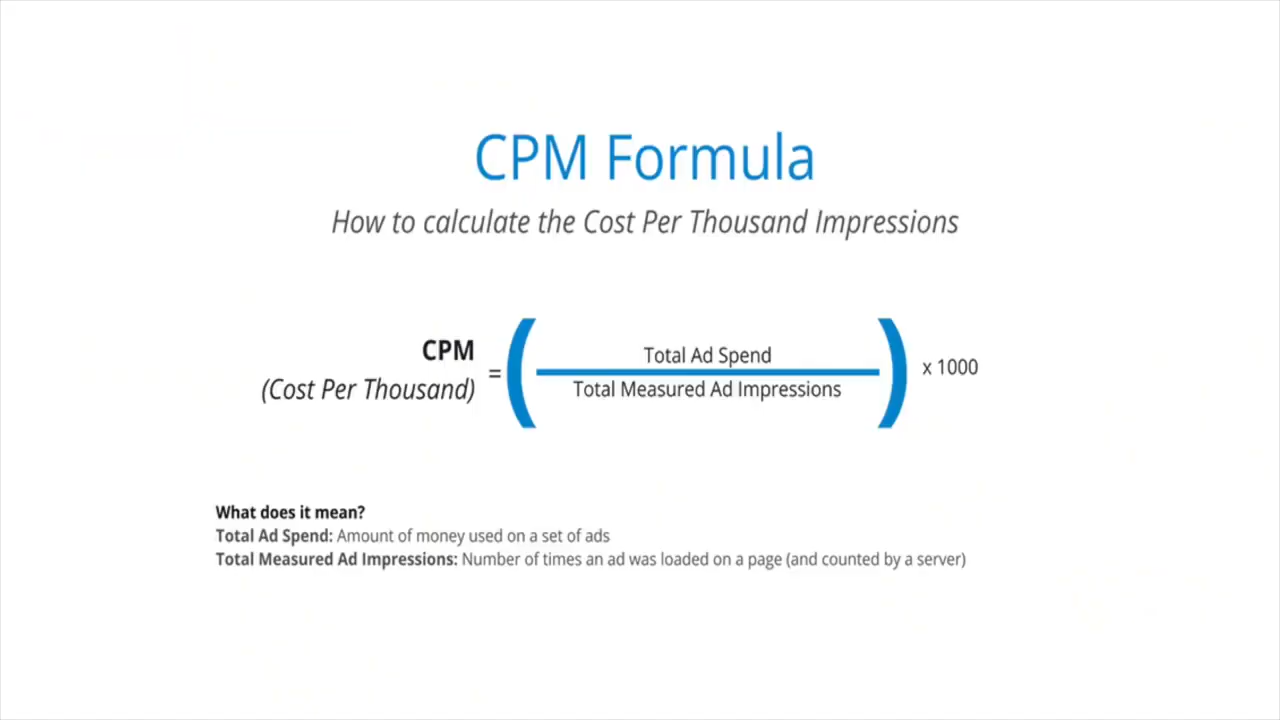 CPM Formula
How to calculate the Cost Per Thousand Impressions
CPM
(Cost Per Thousand)
=
(
Total Ad Spend
Total Measured Ad Impressions
)
x 1000
What does it mean?
Total Ad Spend: Amount of money used on a set of ads
Total Measured Ad Impressions: Number of times an ad was loaded on a page (and counted by a server)